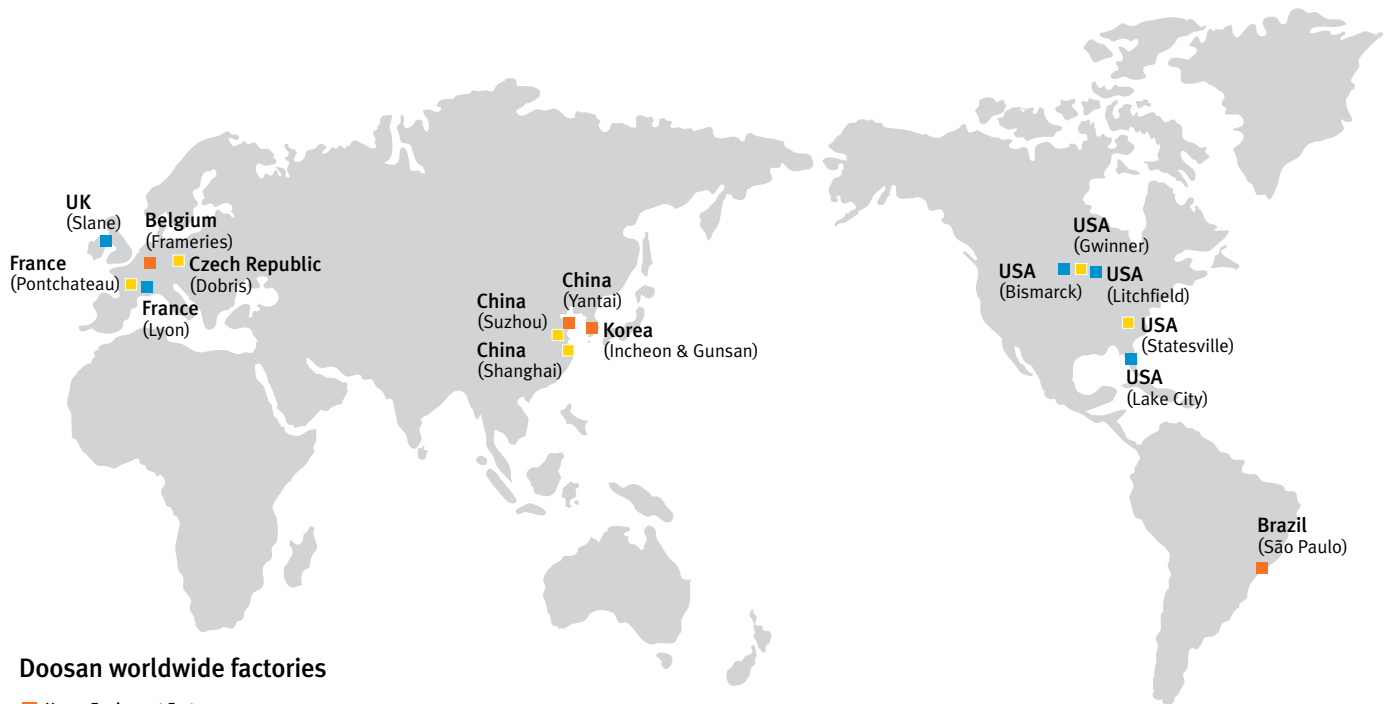 UK
(Slane)
Belgium
(Frameries)
France
(Pontchateau)
Czech Republic
(Dobris)
France
(Lyon)
China
(Yantai)
China
(Suzhou)
Korea
(Incheon & Gunsan)
China
(Shanghai)
USA
(Gwinner)
USA
(Bismarck)
USA
(Litchfield)
USA
(Statesville)
USA
(Lake City)
Brazil
(São Paulo)
Doosan worldwide factories